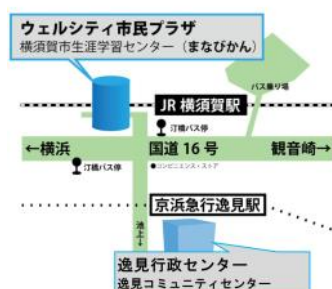 ウェルシティ市民プラザ
横須賀市生涯学習センター（まなびかん）
バス乗り場
JR 横須賀駅
汀橋バス停
←横浜
国道 16 号
観音崎→
汀橋バス停
●コンビニエンス・ストア
京浜急行逸見駅
池上→
逸見行政センター
逸見コミュニティセンター